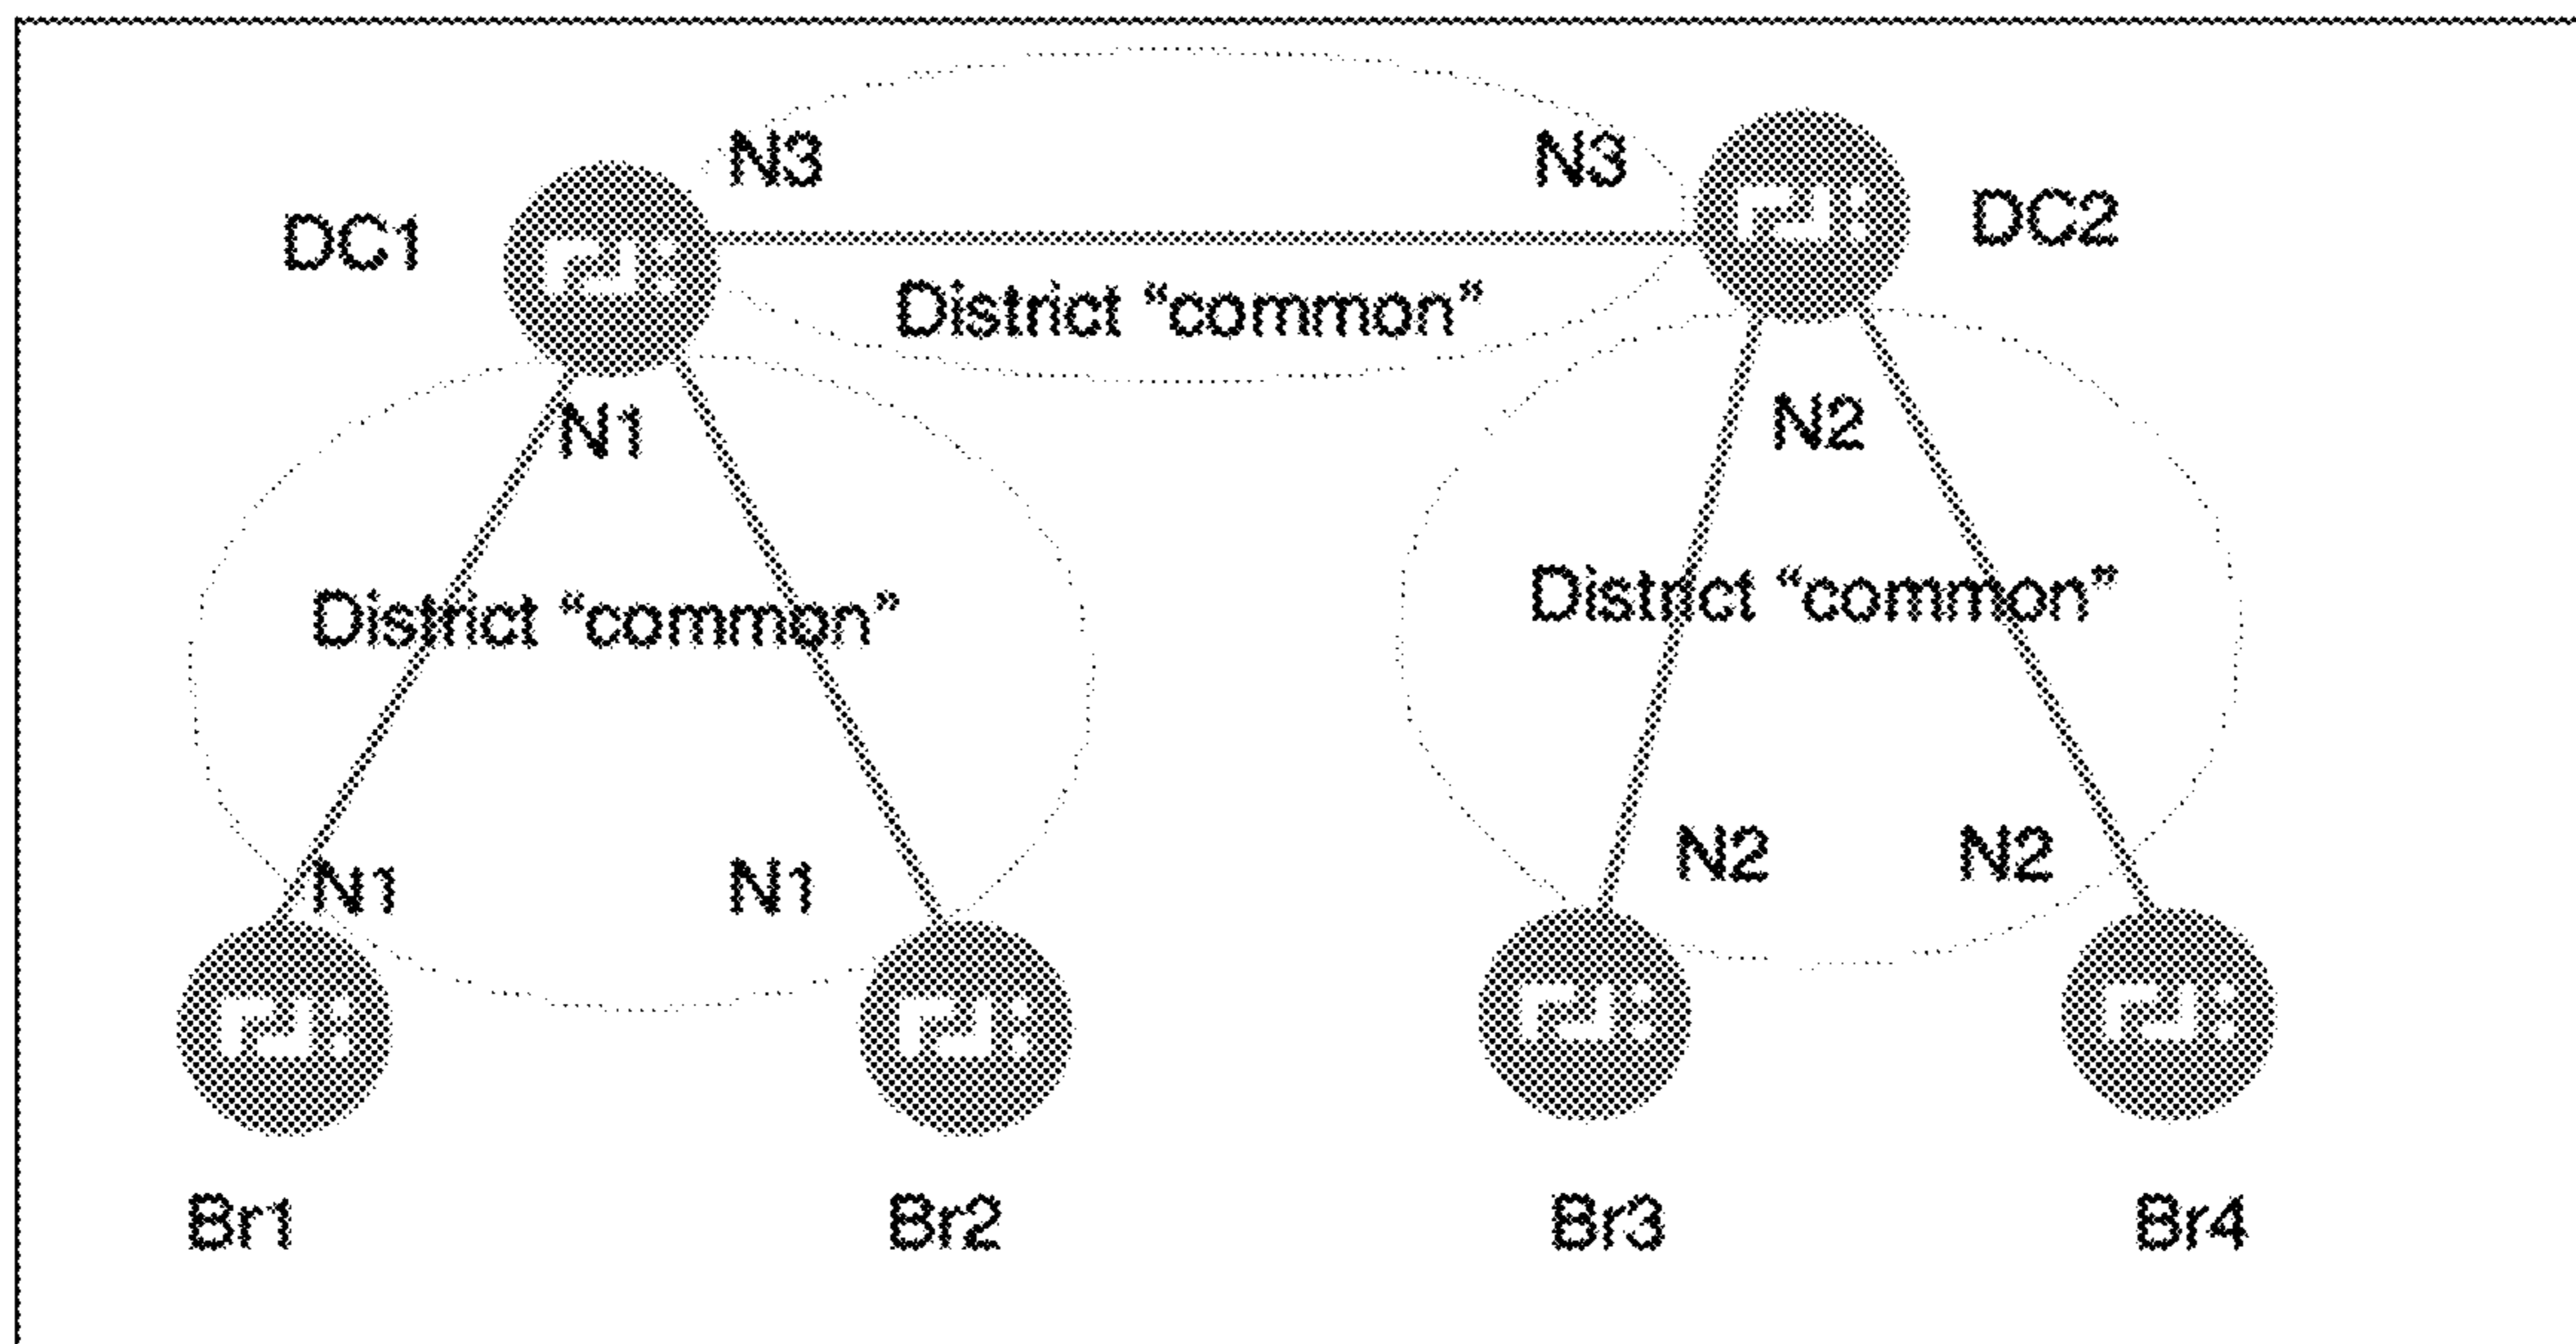 N3
N3
DC1
DC2
District “common”
N1
N2
District “common”
District “common”
N1
N1
N2
N2
Br1
Br2
Br3
Br4